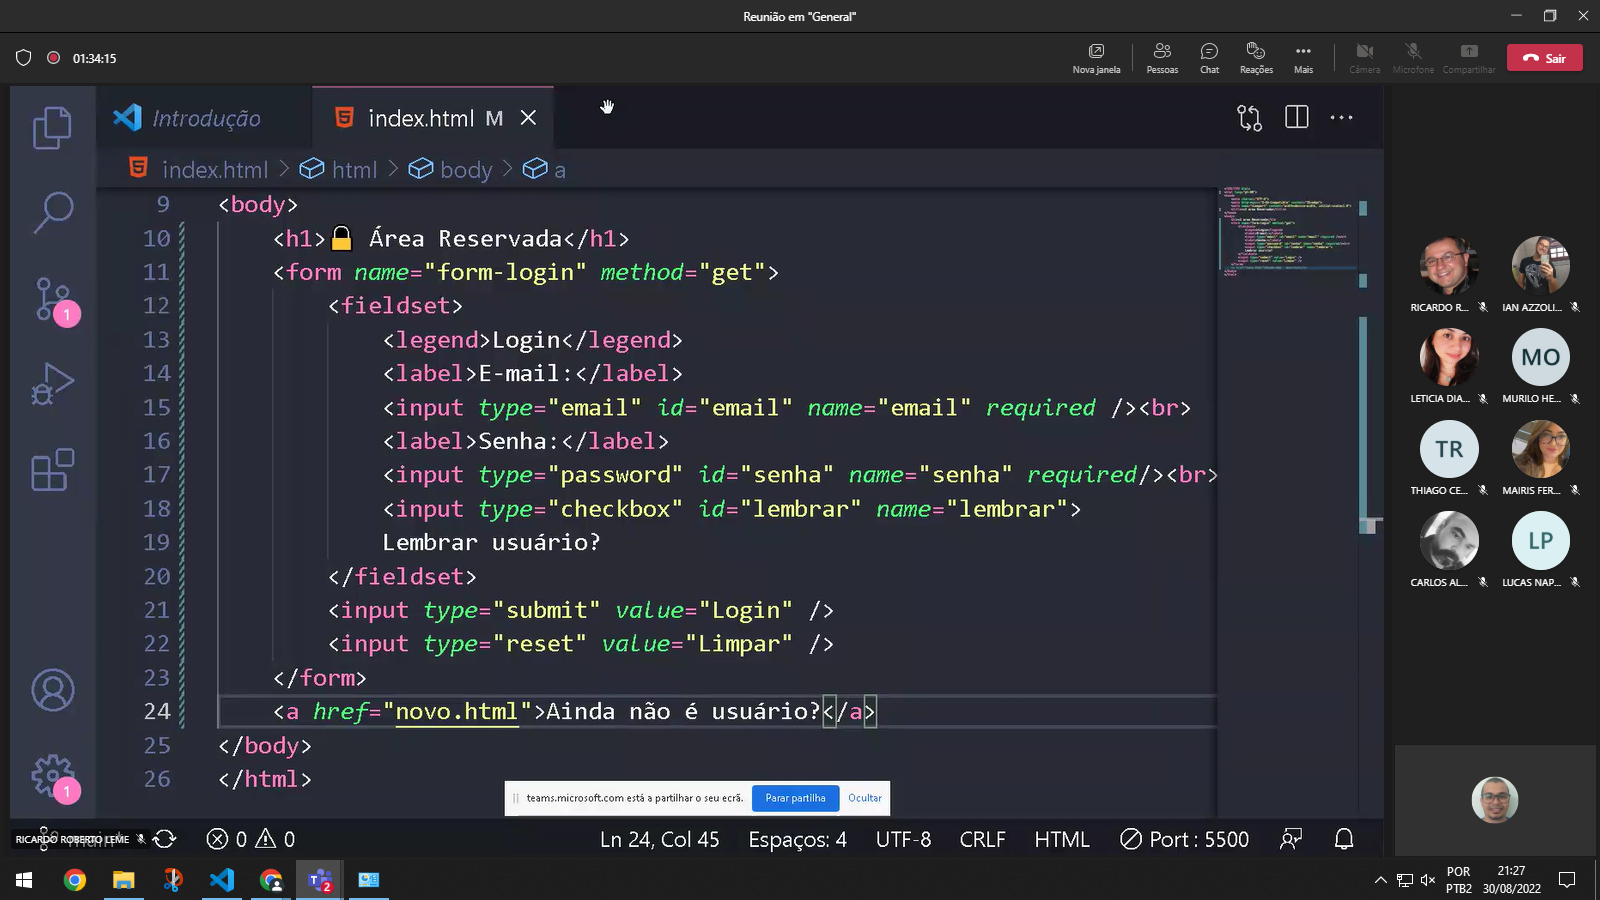 Reunião em "General"
01:34:15
Nova janela
Pessoas
Chat
Reações
Mais
Câmera
Microfone
Compartilhar
Sair
Introdução
index.html M
index.html > html > body > a
9 <body>
10 <h1>🔒 Área Reservada</h1>
11 <form name="form-login" method="get">
12 <fieldset>
13 <legend>Login</legend>
14 <label>E-mail:</label>
15 <input type="email" id="email" name="email" required /><br>
16 <label>Senha:</label>
17 <input type="password" id="senha" name="senha" required/><br>
18 <input type="checkbox" id="lembrar" name="lembrar">
19 Lembrar usuário?
20 </fieldset>
21 <input type="submit" value="Login" />
22 <input type="reset" value="Limpar" />
23 </form>
24 <a href="novo.html">Ainda não é usuário?</a>
25 </body>
26 </html>
1
1
RICARDO R...
IAN AZZOLI...
LETICIA DIA...
MO
MURILO HE...
TR
THIAGO CE...
MAIRIS FER...
CARLOS AL...
LP
LUCAS NAP...
teams.microsoft.com está a partilhar o seu ecrã.
Parar partilha
Ocultar
RICARDO ROBERTO LEME
main*
0
0
Ln 24, Col 45
Espaços: 4
UTF-8
CRLF
HTML
Port : 5500
2
POR
PTB2
21:27
30/08/2022